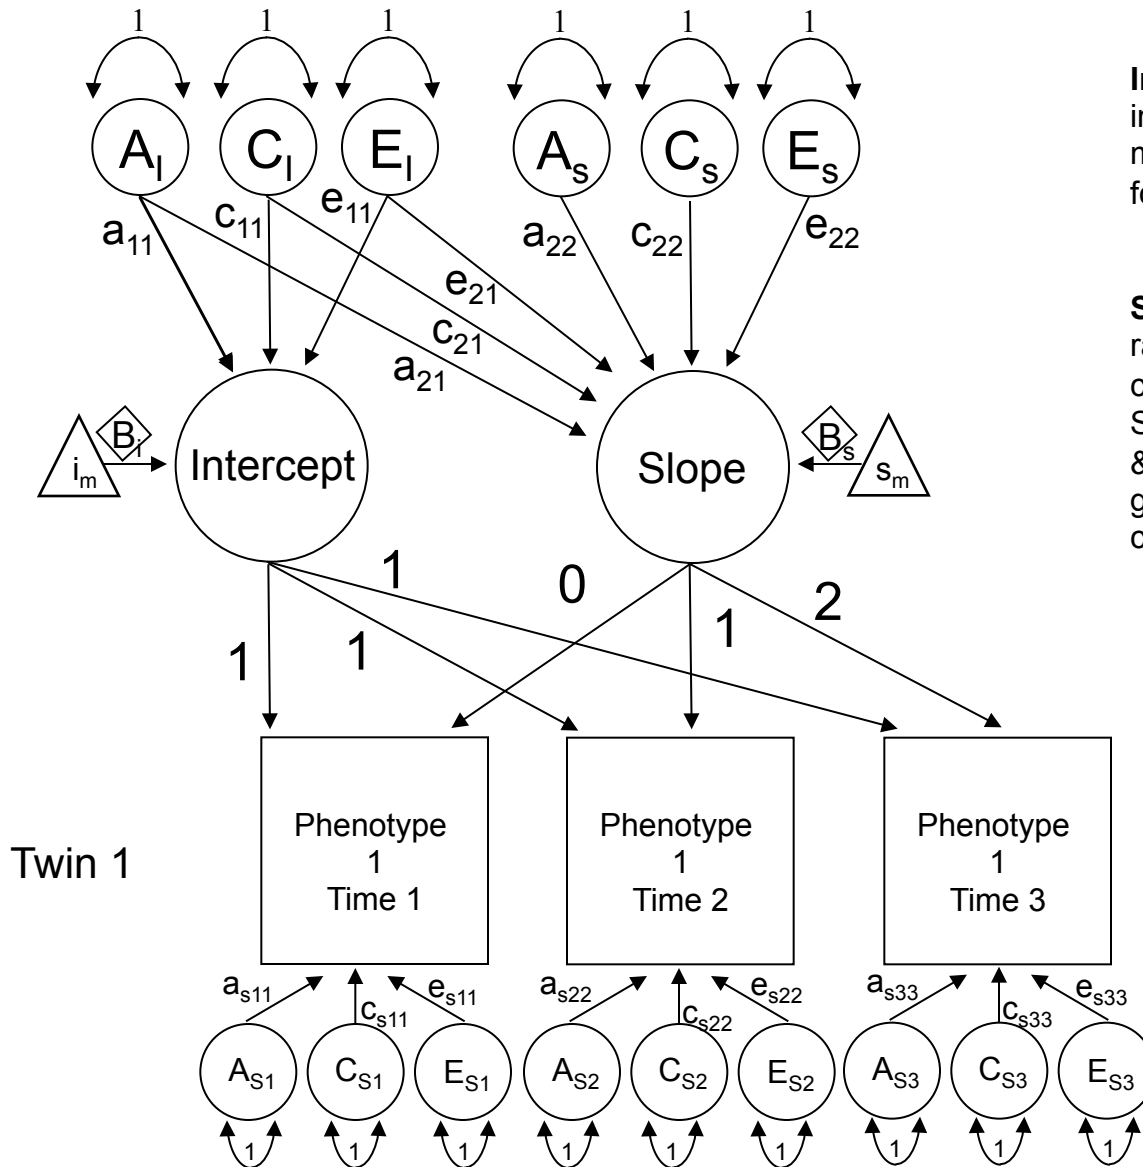 1 1 1 1 1 1
A_I C_I E_I A_s C_s E_s
a_11 c_11 e_11 a_22 c_22 e_22
e_21
c_21
a_21
B_i B_s
i_m Intercept Slope s_m
1 0 2
1 1 1
Phenotype Phenotype Phenotype
1 1 1
Time 1 Time 2 Time 3
Twin 1
a_s11 e_s11 a_s22 e_s22 a_s33 e_s33
c_s11 c_s22 c_s33
A_S1 C_S1 E_S1 A_S2 C_S2 E_S2 A_S3 C_S3 E_S3
1 1 1 1 1 1 1 1 1
&